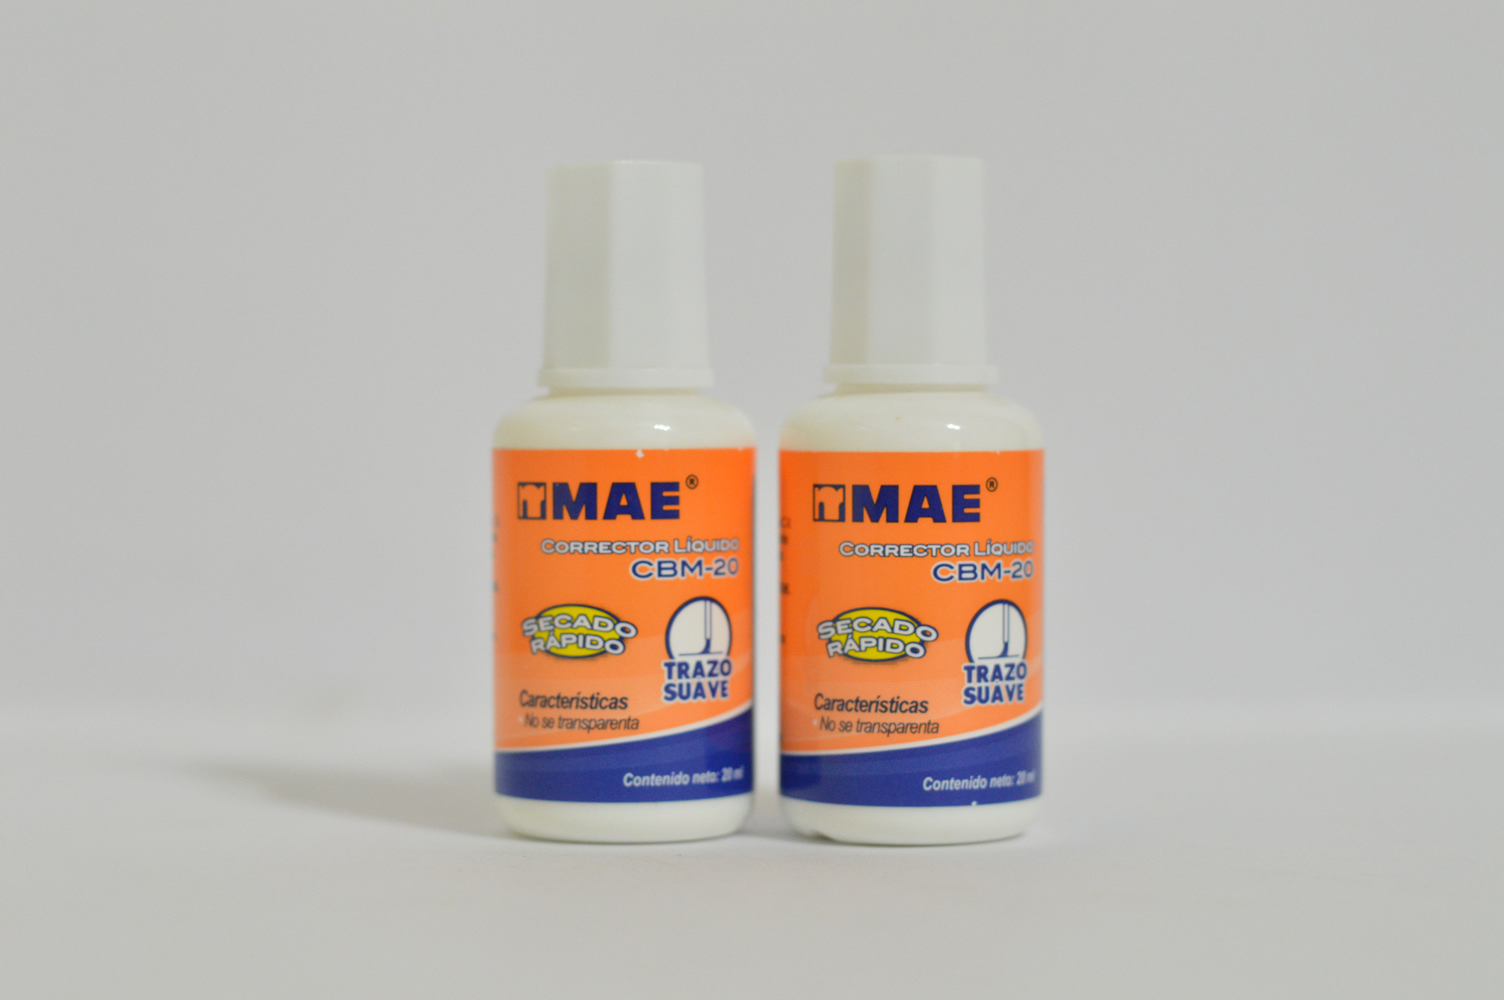 MAE®
CORRECTOR LÍQUIDO
CBM-20
SECADO
RÁPIDO
TRAZO
SUAVE
Características
· No se transparenta
Contenido neto: 20 ml
MAE®
CORRECTOR LÍQUIDO
CBM-20
SECADO
RÁPIDO
TRAZO
SUAVE
Características
· No se transparenta
Contenido neto: 20 ml